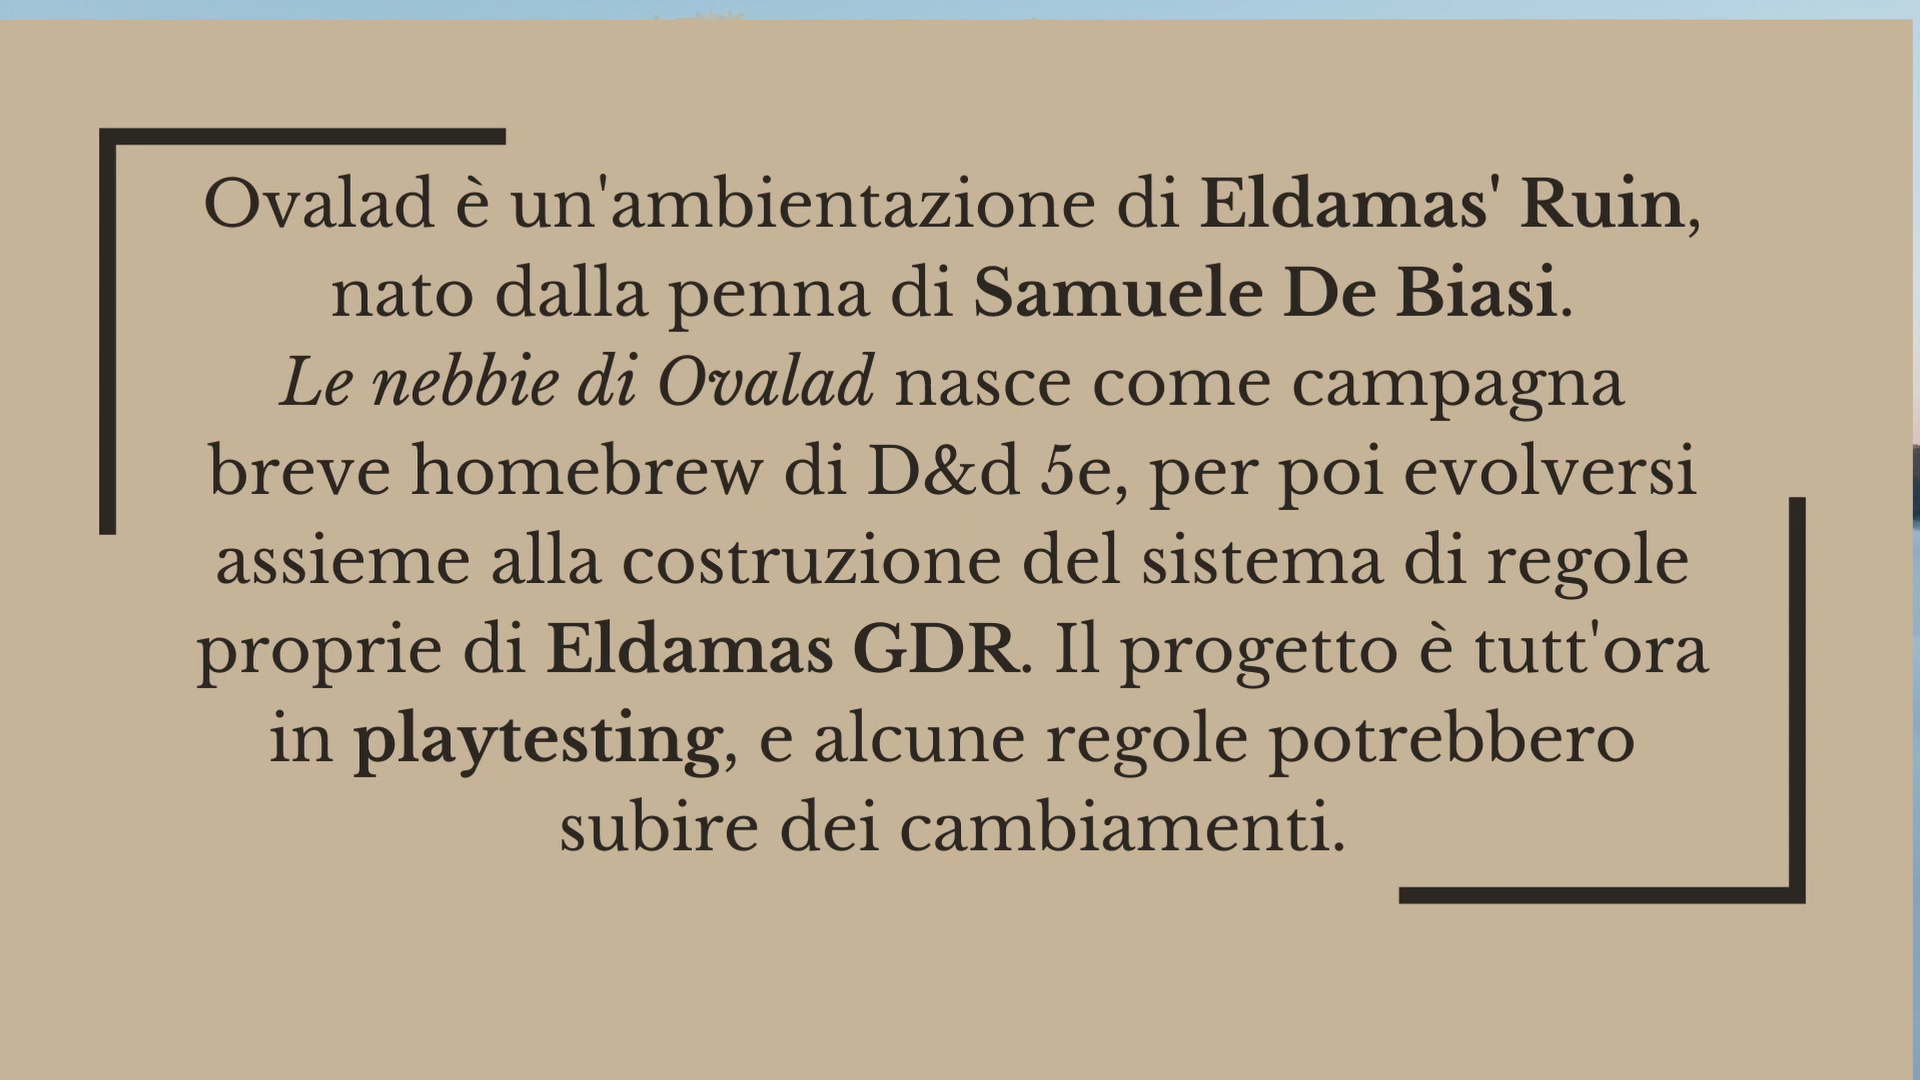 Ovalad è un'ambientazione di Eldamas' Ruin,
nato dalla penna di Samuele De Biasi.
Le nebbie di Ovalad nasce come campagna
breve homebrew di D&d 5e, per poi evolversi
assieme alla costruzione del sistema di regole
proprie di Eldamas GDR. Il progetto è tutt'ora
in playtesting, e alcune regole potrebbero
subire dei cambiamenti.